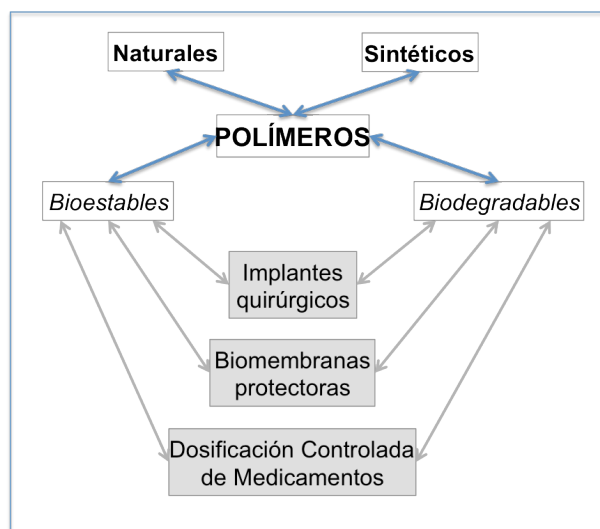 Naturales
Sintéticos
POLÍMEROS
Bioestables
Biodegradables
Implantes
quirúrgicos
Biomembranas
protectoras
Dosificación Controlada
de Medicamentos